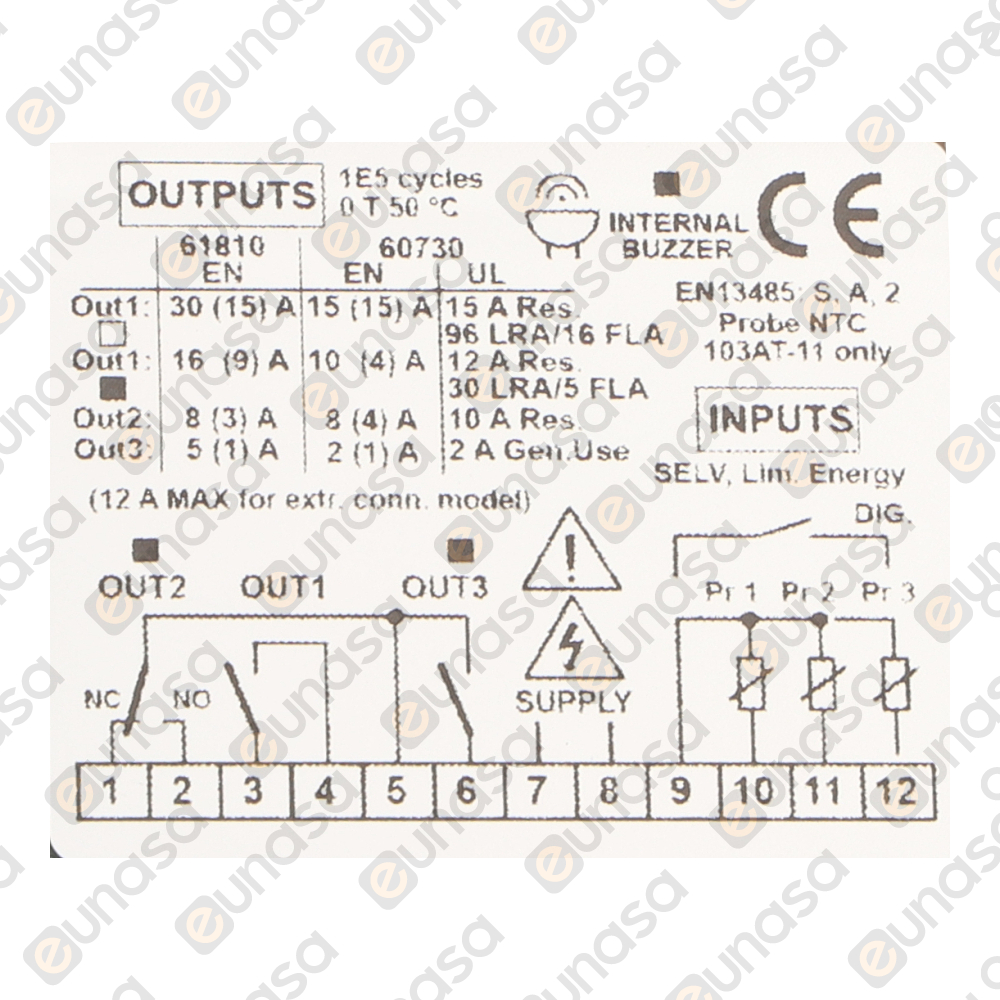 OUTPUTS
1E5 cycles
0 T 50 °C
INTERNAL
BUZZER
CE
61810 60730
EN EN UL
Out1: 30 (15) A 15 (15) A 15 A Res.
96 LRA/16 FLA
Out1: 16 (9) A 10 (4) A 12 A Res.
30 LRA/5 FLA
Out2: 8 (3) A 8 (4) A 10 A Res.
Out3: 5 (1) A 2 (1) A 2 A Gen.Use
(12 A MAX for extr. conn. model)
EN13485: S, A, 2
Probe NTC
103AT-11 only
INPUTS
SELV, Lim. Energy
DIG.
OUT2 OUT1 OUT3
Pr 1 Pr 2 Pr 3
NC NO
SUPPLY
1 2 3 4 5 6 7 8 9 10 11 12
eunasa